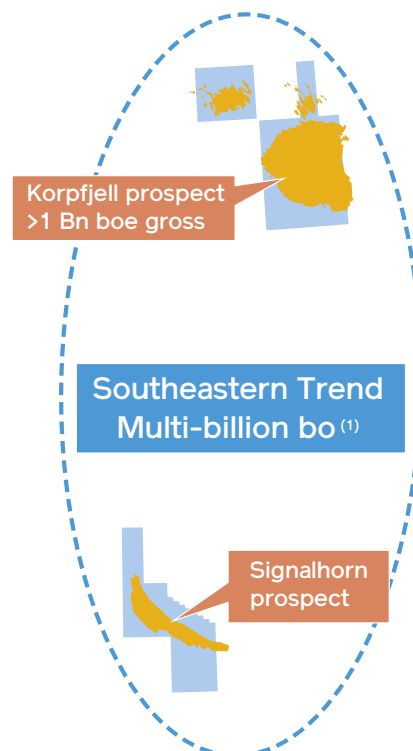 Korpfjell prospect
>1 Bn boe gross
Southeastern Trend
Multi-billion bo (1)
Signalhorn
prospect